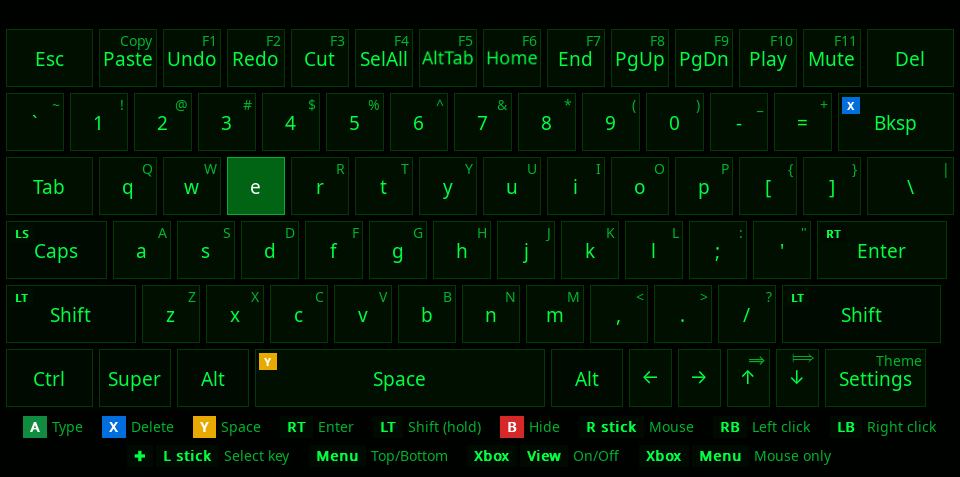 Copy F1 F2 F3 F4 F5 F6 F7 F8 F9 F10 F11
Esc Paste Undo Redo Cut SelAll AltTab Home End PgUp PgDn Play Mute Del
~ ! @ # $ % ^ & * ( ) _ + X
` 1 2 3 4 5 6 7 8 9 0 - = Bksp
Q W R T Y U I O P { } |
Tab q w e r t y u i o p [ ] \
LS A S D F G H J K L : " RT
Caps a s d f g h j k l ; ' Enter
LT Z X C V B N M < > ? LT
Shift z x c v b n m , . / Shift
Y ⇒ ⟹ Theme
Ctrl Super Alt Space Alt ← → ↑ ↓ Settings
A Type X Delete Y Space RT Enter LT Shift (hold) B Hide R stick Mouse RB Left click LB Right click
✚ L stick Select key Menu Top/Bottom Xbox View On/Off Xbox Menu Mouse only